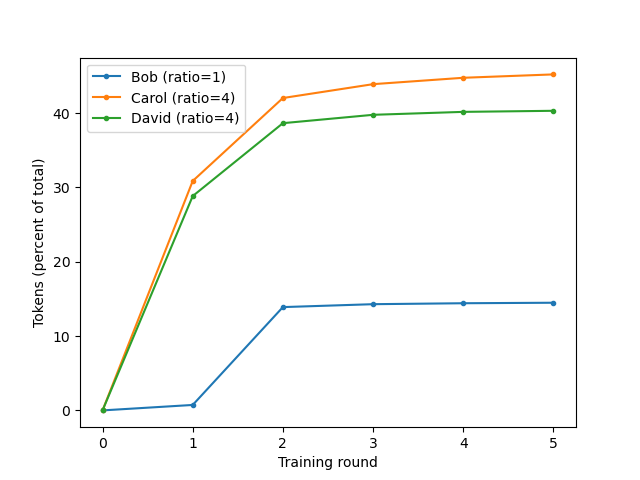 Bob (ratio=1)
Carol (ratio=4)
David (ratio=4)
Tokens (percent of total)
40
30
20
10
0
0 1 2 3 4 5
Training round